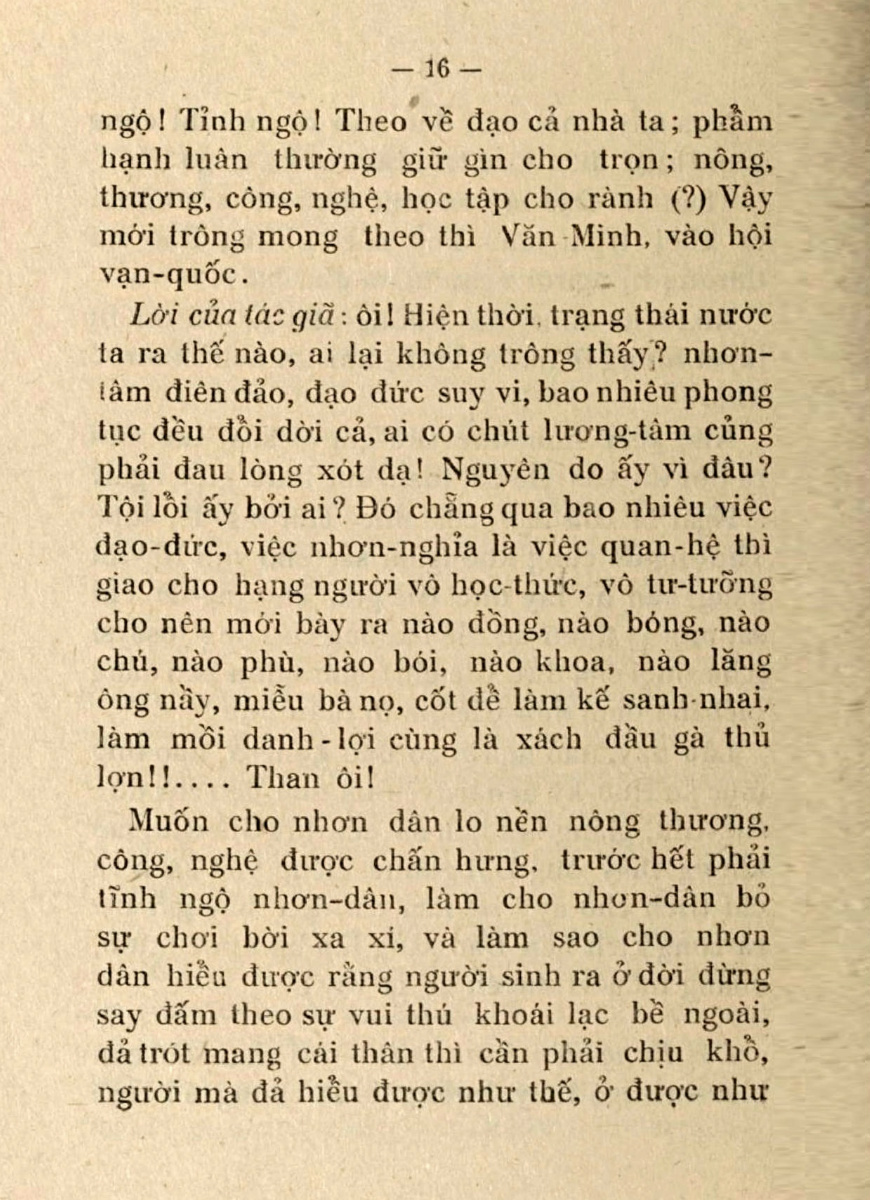 — 16 —
ngộ! Tỉnh ngộ! Theo về đạo cả nhà ta; phẩm
hạnh luân thường giữ gìn cho trọn; nông,
thương, công, nghệ, học tập cho rành (?) Vậy
mới trông mong theo thì Văn Minh, vào hội
vạn-quốc.
Lời của tác giã: ôi! Hiện thời, trạng thái nước
ta ra thế nào, ai lại không trông thấy? nhơn-
tâm điên đảo, đạo đức suy vi, bao nhiêu phong
tục đều đồi dời cả, ai có chút lương-tâm củng
phải đau lòng xót dạ! Nguyên do ấy vì đâu?
Tội lỗi ấy bởi ai? Đó chẵng qua bao nhiêu việc
đạo-đức, việc nhơn-nghỉa là việc quan-hệ thì
giao cho hạng người vô học-thức, vô tư-tưỡng
cho nên mới bày ra nào đồng, nào bóng, nào
chú, nào phù, nào bói, nào khoa, nào lăng
ông nầy, miễu bà nọ, cốt để làm kế sanh-nhai,
làm mồi danh-lợi cùng là xách đầu gà thủ
lợn!!.... Than ôi!
Muốn cho nhơn dân lo nền nông thương,
công, nghệ được chấn hưng, trước hết phải
tĩnh ngộ nhơn-dân, làm cho nhơn-dân bỏ
sự chơi bời xa xí, và làm sao cho nhơn
dân hiểu được rằng người sinh ra ở đời đừng
say đấm theo sự vui thú khoái lạc bề ngoài,
đả trót mang cái thân thì cần phải chịu khổ,
người mà đả hiểu được như thế, ở được như